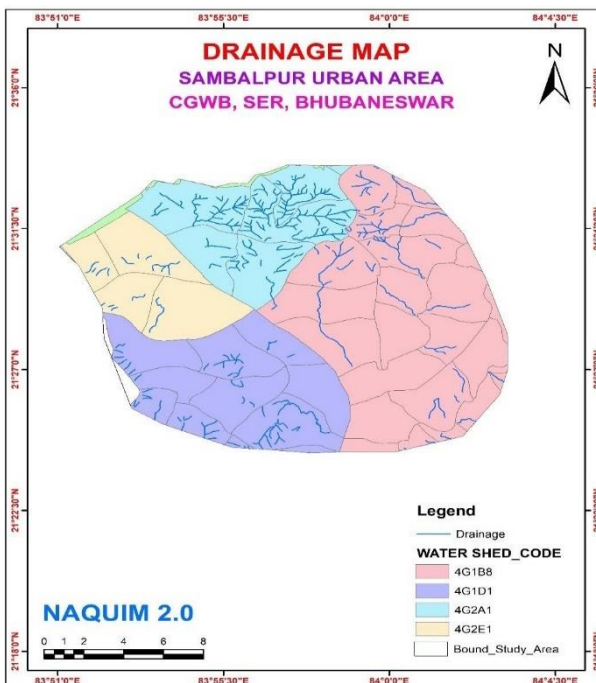 83°51'0"E 83°55'30"E 84°0'0"E 84°4'30"E
DRAINAGE MAP
SAMBALPUR URBAN AREA
CGWB, SER, BHUBANESWAR
N
21°36'0"N
21°31'30"N
21°27'0"N
21°22'30"N
21°18'0"N
Legend
Drainage
WATER SHED_CODE
4G1B8
4G1D1
4G2A1
4G2E1
Bound_Study_Area
NAQUIM 2.0
0 1 2 4 6 8
83°51'0"E 83°55'30"E 84°0'0"E 84°4'30"E